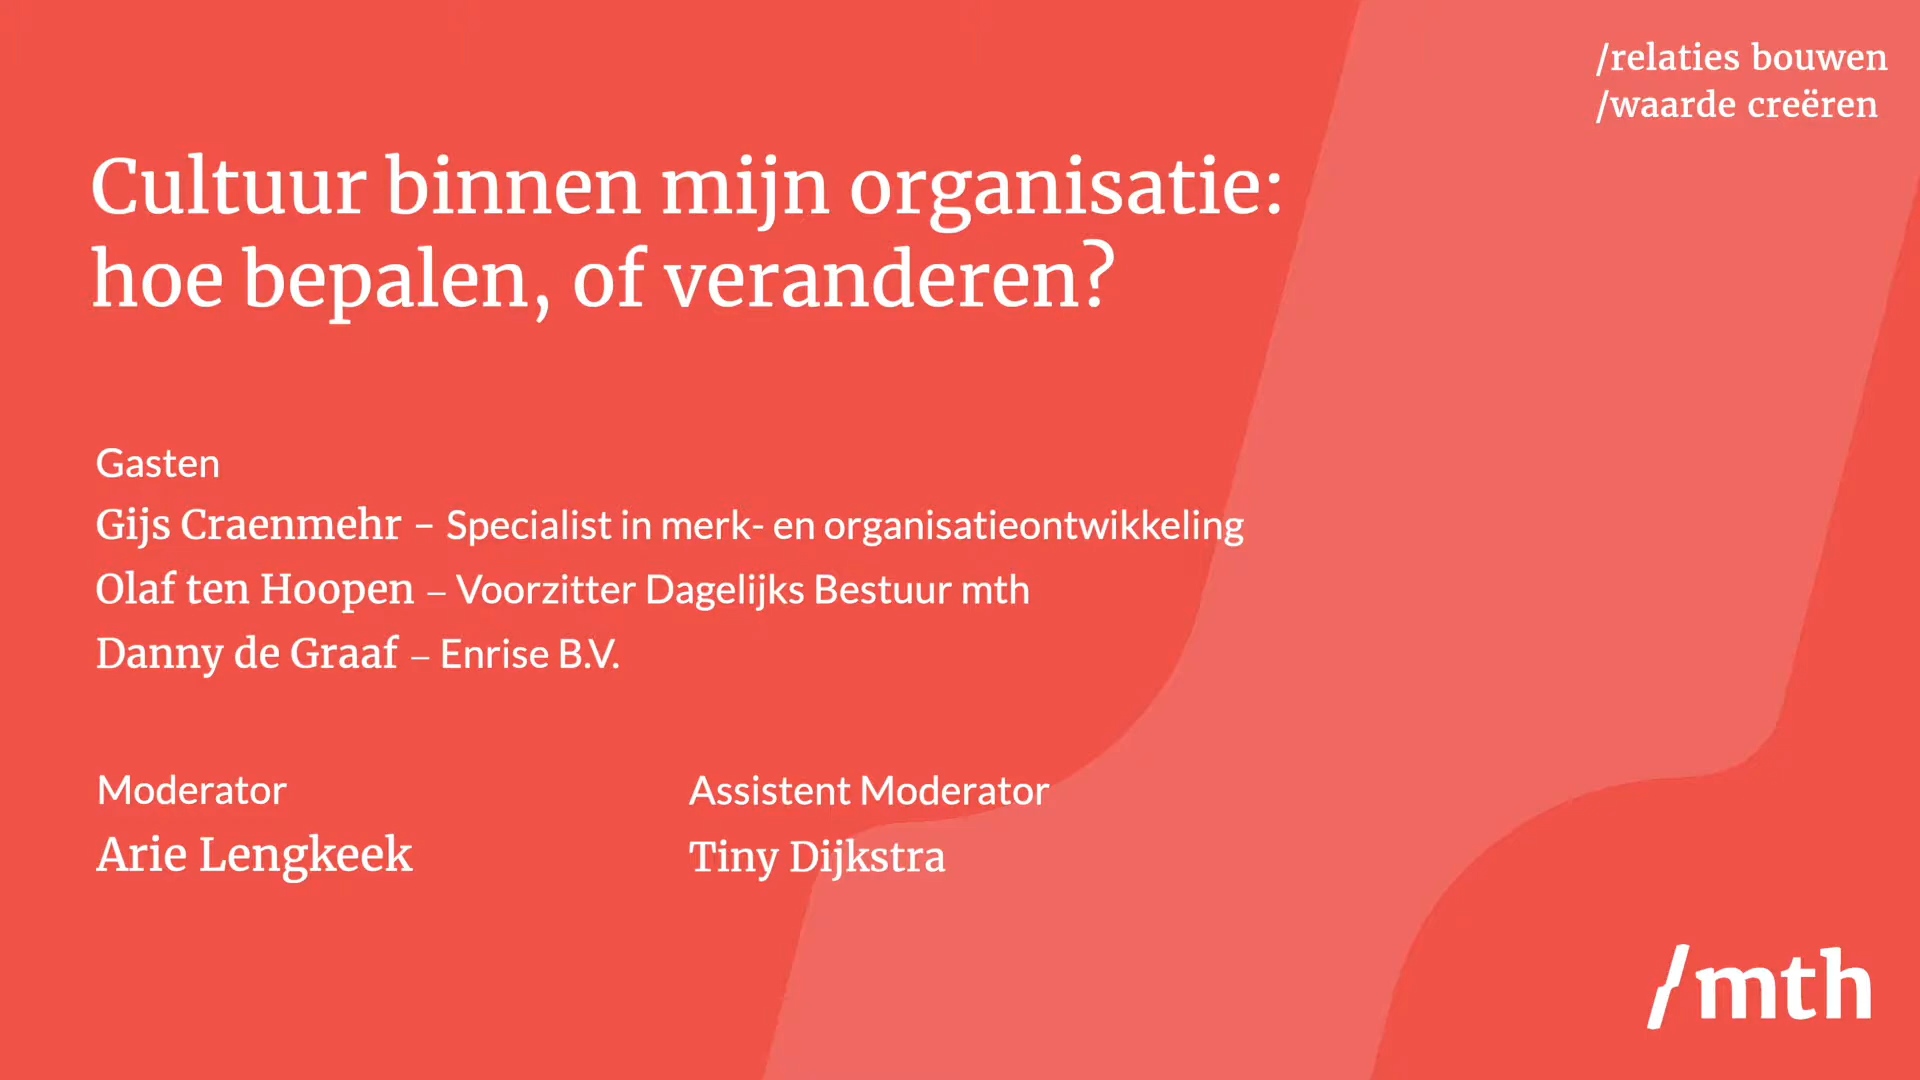 /relaties bouwen
/waarde creëren
Cultuur binnen mijn organisatie:
hoe bepalen, of veranderen?
Gasten
Gijs Craenmehr – Specialist in merk- en organisatieontwikkeling
Olaf ten Hoopen – Voorzitter Dagelijks Bestuur mth
Danny de Graaf – Enrise B.V.
Moderator
Arie Lengkeek
Assistent Moderator
Tiny Dijkstra
/mth